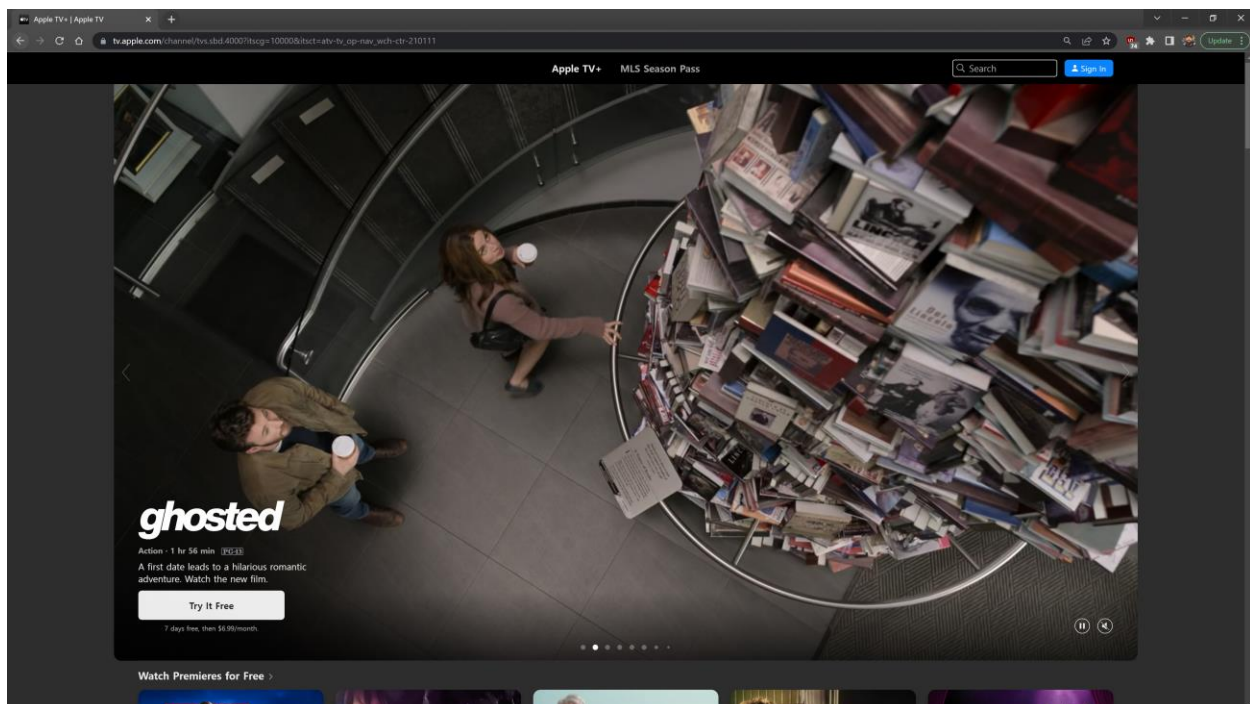 Apple TV+ | Apple TV
tv.apple.com/channel/tvs.sbd.4000?itscg=10000&itsct=atv-tv_op-nav_wch-ctr-210111
Update
Apple TV+
MLS Season Pass
Search
Sign In
LINCOLN
Our
Lincoln
ghosted
Action · 1 hr 56 min PG-13
A first date leads to a hilarious romantic
adventure. Watch the new film.
Try It Free
7 days free, then $6.99/month.
Watch Premieres for Free